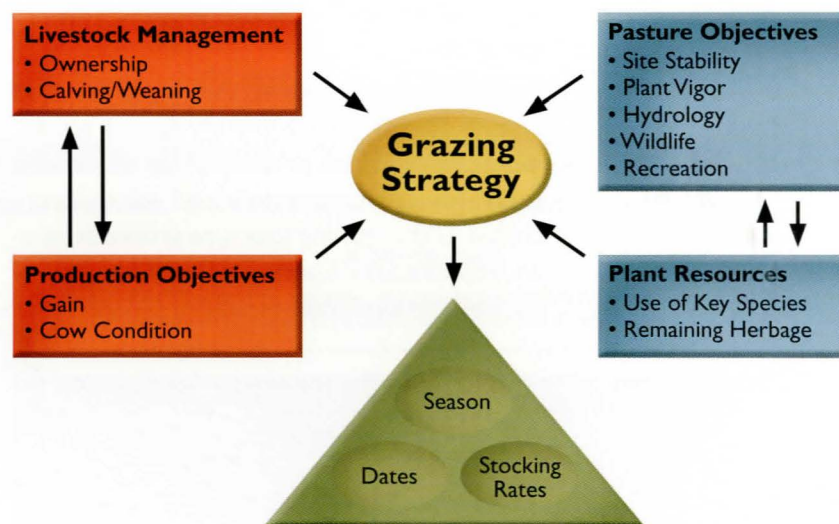 Livestock Management
• Ownership
• Calving/Weaning
Pasture Objectives
• Site Stability
• Plant Vigor
• Hydrology
• Wildlife
• Recreation
Grazing
Strategy
Production Objectives
• Gain
• Cow Condition
Plant Resources
• Use of Key Species
• Remaining Herbage
Season
Dates
Stocking
Rates